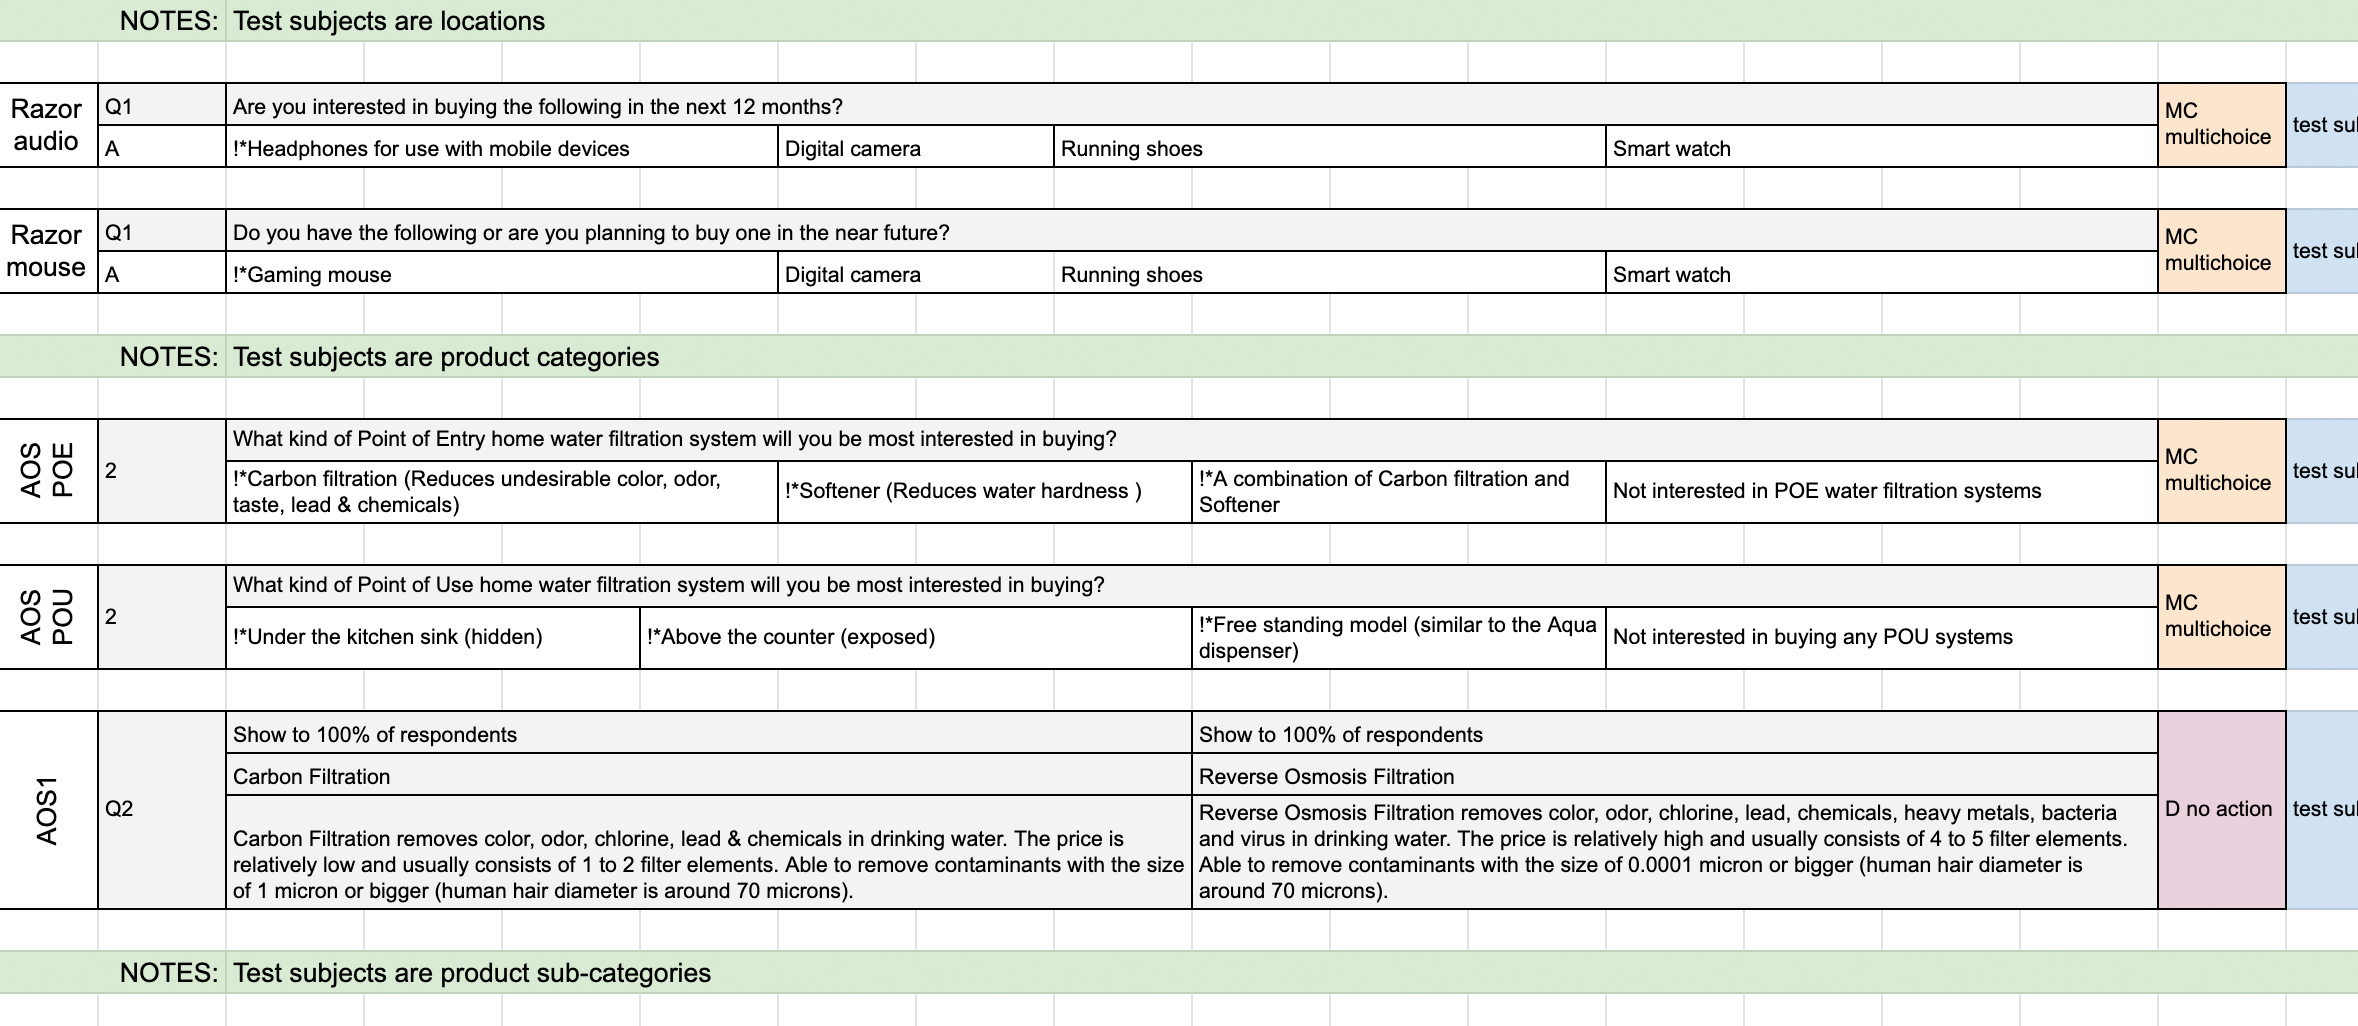 NOTES: Test subjects are locations
Razor
audio
Q1
Are you interested in buying the following in the next 12 months?
MC
multichoice
test sul
A
!*Headphones for use with mobile devices
Digital camera
Running shoes
Smart watch
Razor
mouse
Q1
Do you have the following or are you planning to buy one in the near future?
MC
multichoice
test sul
A
!*Gaming mouse
Digital camera
Running shoes
Smart watch
NOTES: Test subjects are product categories
AOS
POE
2
What kind of Point of Entry home water filtration system will you be most interested in buying?
!*Carbon filtration (Reduces undesirable color, odor,
taste, lead & chemicals)
!*Softener (Reduces water hardness )
!*A combination of Carbon filtration and
Softener
Not interested in POE water filtration systems
MC
multichoice
test sul
AOS
POU
2
What kind of Point of Use home water filtration system will you be most interested in buying?
!*Under the kitchen sink (hidden)
!*Above the counter (exposed)
!*Free standing model (similar to the Aqua
dispenser)
Not interested in buying any POU systems
MC
multichoice
test sul
AOS1
Q2
Show to 100% of respondents
Carbon Filtration
Carbon Filtration removes color, odor, chlorine, lead & chemicals in drinking water. The price is
relatively low and usually consists of 1 to 2 filter elements. Able to remove contaminants with the size
of 1 micron or bigger (human hair diameter is around 70 microns).
Show to 100% of respondents
Reverse Osmosis Filtration
Reverse Osmosis Filtration removes color, odor, chlorine, lead, chemicals, heavy metals, bacteria
and virus in drinking water. The price is relatively high and usually consists of 4 to 5 filter elements.
Able to remove contaminants with the size of 0.0001 micron or bigger (human hair diameter is
around 70 microns).
D no action
test sul
NOTES: Test subjects are product sub-categories